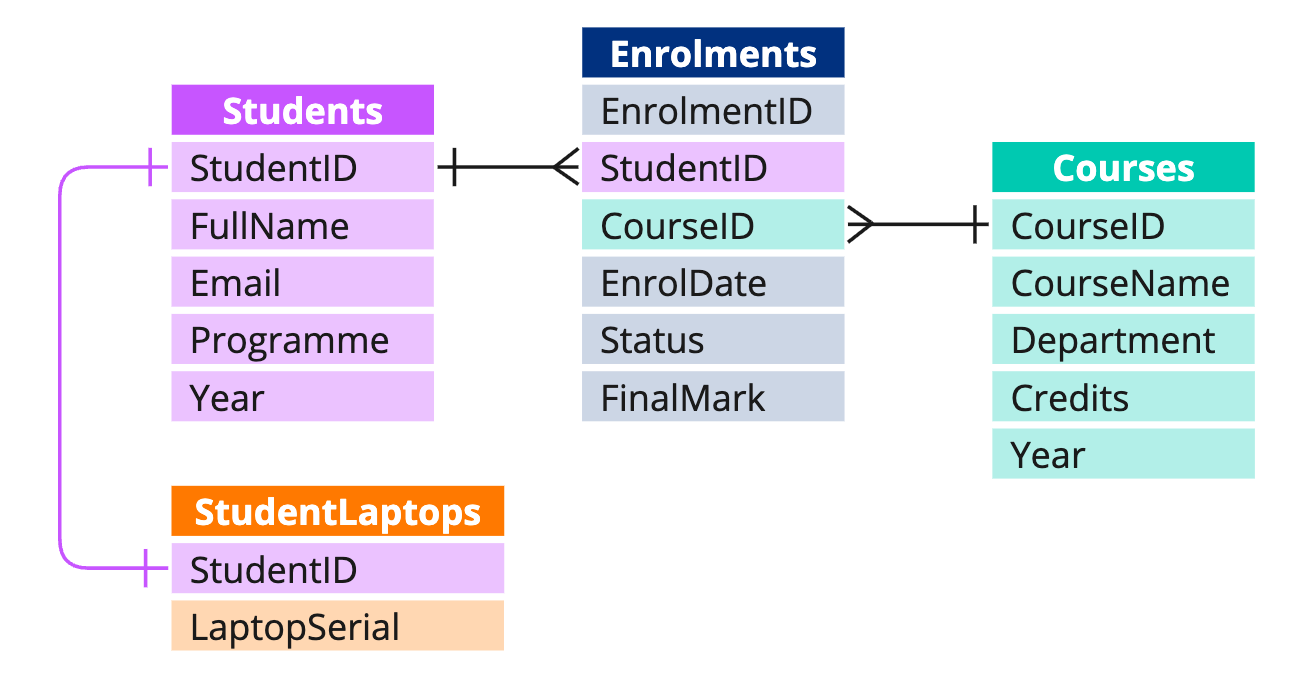 Students
StudentID
FullName
Email
Programme
Year
Enrolments
EnrolmentID
StudentID
CourseID
EnrolDate
Status
FinalMark
Courses
CourseID
CourseName
Department
Credits
Year
StudentLaptops
StudentID
LaptopSerial